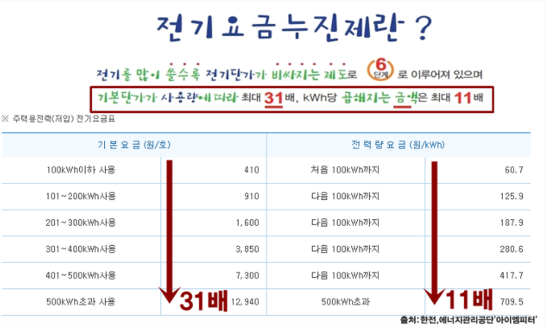 전기요금누진제란?
전기를 많이 쓸수록 전기단가가 비싸지는 제도로 6단계 로 이루어져 있으며
기본단가가 사용량에 따라 최대 31배, kWh당 곱해지는 금액은 최대 11배
※ 주택용전력(저압) 전기요금표
기본요금 (원/호) 전력량요금 (원/kWh)
100kWh이하 사용 410 처음 100kWh까지 60.7
101~200kWh사용 910 다음 100kWh까지 125.9
201~300kWh사용 1,600 다음 100kWh까지 187.9
301~400kWh사용 3,850 다음 100kWh까지 280.6
401~500kWh사용 7,300 다음 100kWh까지 417.7
500kWh초과 사용 12,940 500kWh초과 709.5
31배 11배
출처: 한전,에너지관리공단'아이엠피터'